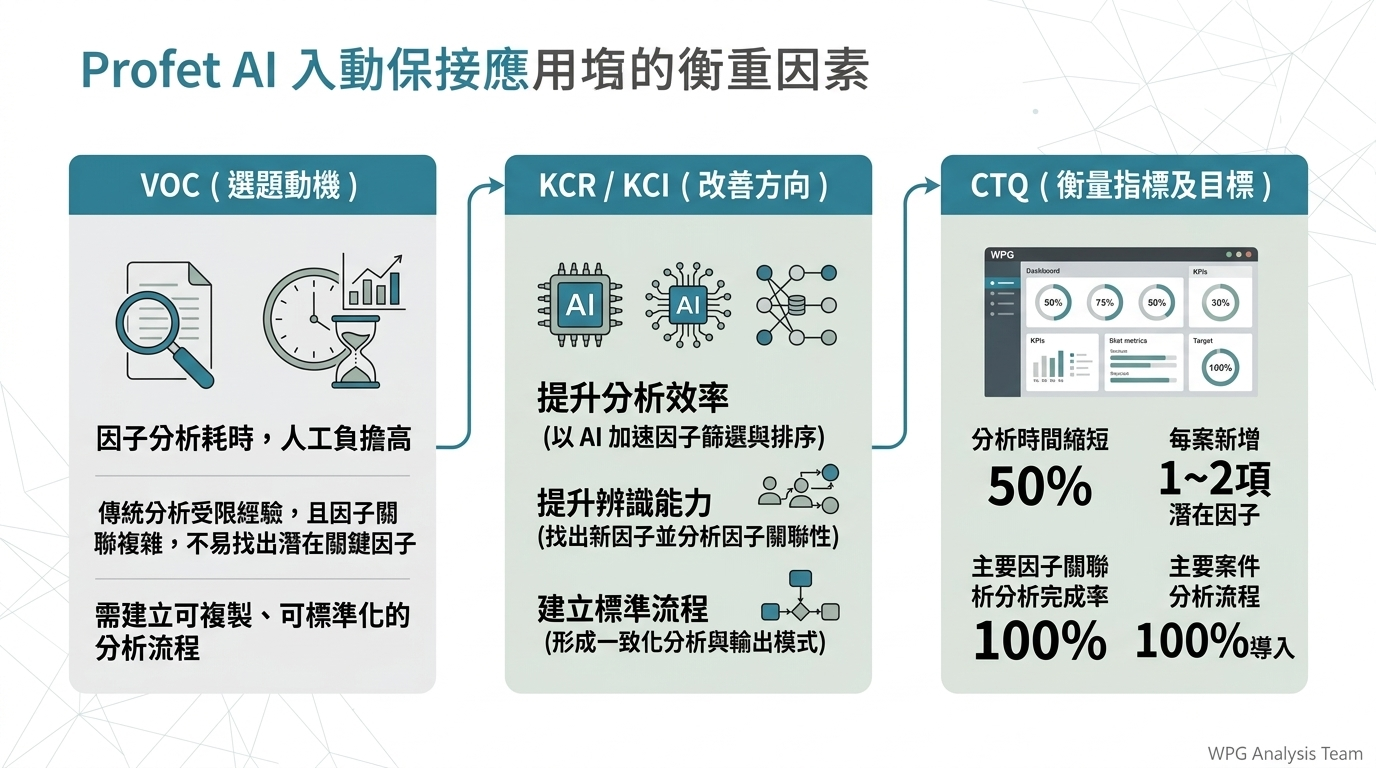 Profet AI 入動保接應用塏的衡重因素
VOC ( 選題動機 )
因子分析耗時，人工負擔高
傳統分析受限經驗，且因子關
聯複雜，不易找出潛在關鍵因子
需建立可複製、可標準化的
分析流程
KCR / KCI ( 改善方向 )
AI
AI
提升分析效率
(以 AI 加速因子篩選與排序)
提升辨識能力
(找出新因子並分析因子關聯性)
建立標準流程
(形成一致化分析與輸出模式)
CTQ ( 衡量指標及目標 )
WPG
Daskboord
50%
75%
50%
KPIs
30%
KPIs
Sket metrica
Target
100%
分析時間縮短
50%
每案新增
1~2項
潛在因子
主要因子關聯
析分析完成率
100%
主要案件
分析流程
100%導入
WPG Analysis Team